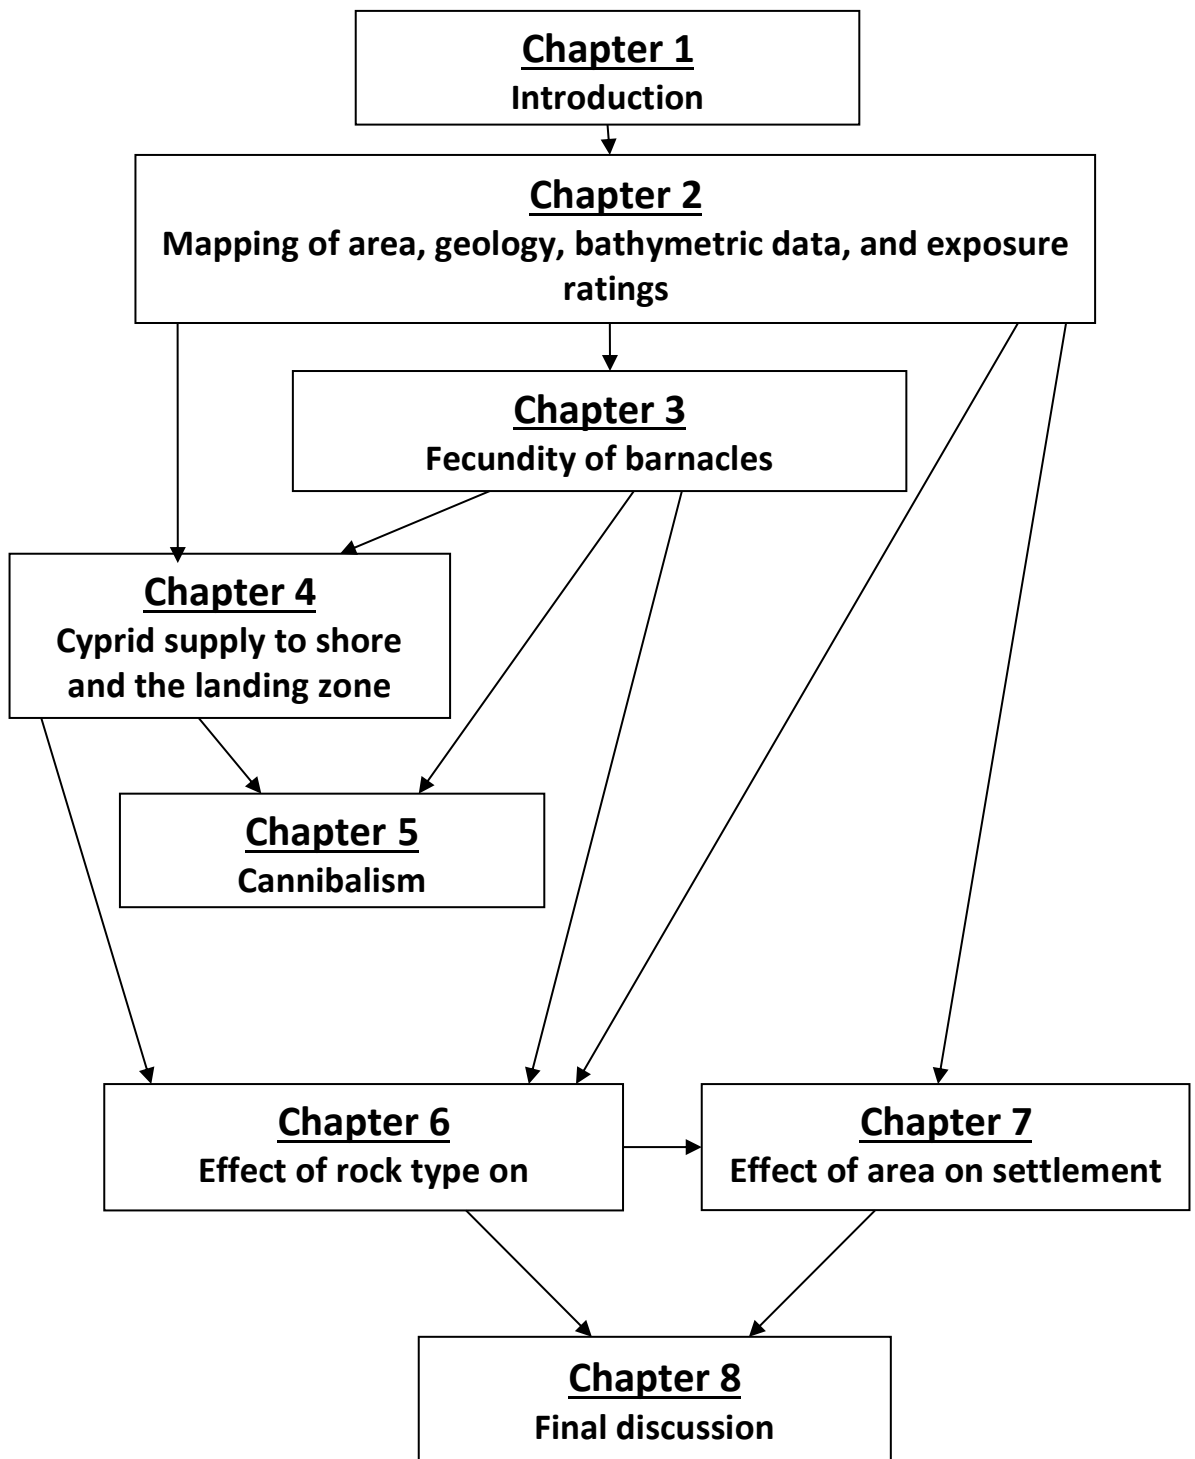 Chapter 1
Introduction
Chapter 2
Mapping of area, geology, bathymetric data, and exposure
ratings
Chapter 3
Fecundity of barnacles
Chapter 4
Cyprid supply to shore
and the landing zone
Chapter 5
Cannibalism
Chapter 6
Effect of rock type on
Chapter 7
Effect of area on settlement
Chapter 8
Final discussion